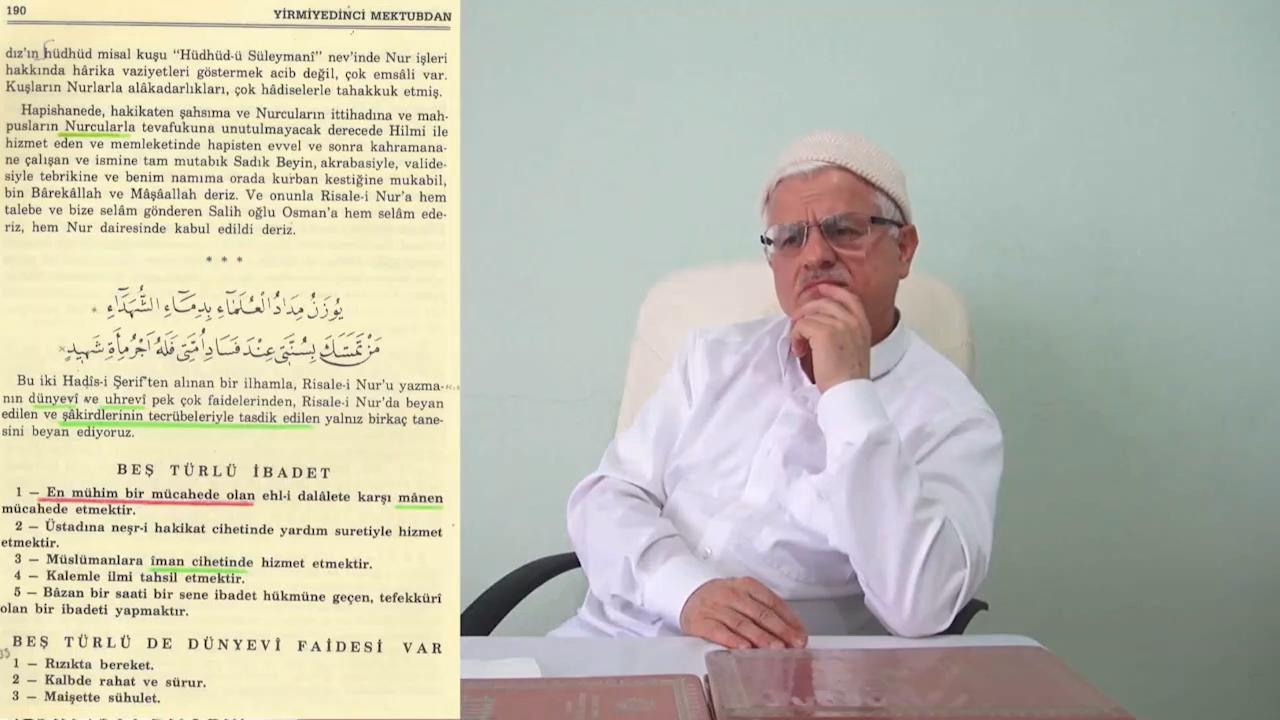 190
YİRMİYEDİNCİ MEKTUBDAN
dız'ın hüdhüd misal kuşu "Hüdhüd-ü Süleymanî" nev'inde Nur işleri
hakkında hârika vaziyetleri göstermek acib değil, çok emsâli var.
Kuşların Nurlarla alâkadarlıkları, çok hâdiselerle tahakkuk etmiş.
Hapishanede, hakikaten şahsıma ve Nurcuların ittihadına ve mah-
pusların Nurcularla tevafukuna unutulmayacak derecede Hilmi ile
hizmet eden ve memleketinde hapisten evvel ve sonra kahramana-
ne çalışan ve ismine tam mutabık Sadık Beyin, akrabasiyle, valide-
siyle tebrikine ve benim namıma orada kurban kestiğine mukabil,
bin Bârekâllah ve Mâşâallah deriz. Ve onunla Risale-i Nur'a hem
talebe ve bize selâm gönderen Salih oğlu Osman'a hem selâm ede-
riz, hem Nur dairesinde kabul edildi deriz.
* * *
يُوزَنُ مِدَادُ الْعُلَمَاءِ بِدِمَاءِ الشُّهَدَاءِ
مَنْ تَمَسَّكَ بِسُنَّتِى عِنْدَ فَسَادِ اُمَّتِى فَلَهُ اَجْرُ مِأَةِ شَهِيدٍ
Bu iki Hadîs-i Şerif'ten alınan bir ilhamla, Risale-i Nur'u yazma-
nın dünyevî ve uhrevî pek çok faidelerinden, Risale-i Nur'da beyan
edilen ve şâkirdlerinin tecrübeleriyle tasdik edilen yalnız birkaç tane-
sini beyan ediyoruz.
BEŞ TÜRLÜ İBADET
1 — En mühim bir mücahede olan ehl-i dalâlete karşı mânen
mücahede etmektir.
2 — Üstadına neşr-i hakikat cihetinde yardım suretiyle hizmet
etmektir.
3 — Müslümanlara îman cihetinde hizmet etmektir.
4 — Kalemle ilmi tahsil etmektir.
5 — Bâzan bir saati bir sene ibadet hükmüne geçen, tefekkürî
olan bir ibadeti yapmaktır.
BEŞ TÜRLÜ DE DÜNYEVÎ FAİDESİ VAR
1 — Rızıkta bereket.
2 — Kalbde rahat ve sürur.
3 — Maişette sühulet.